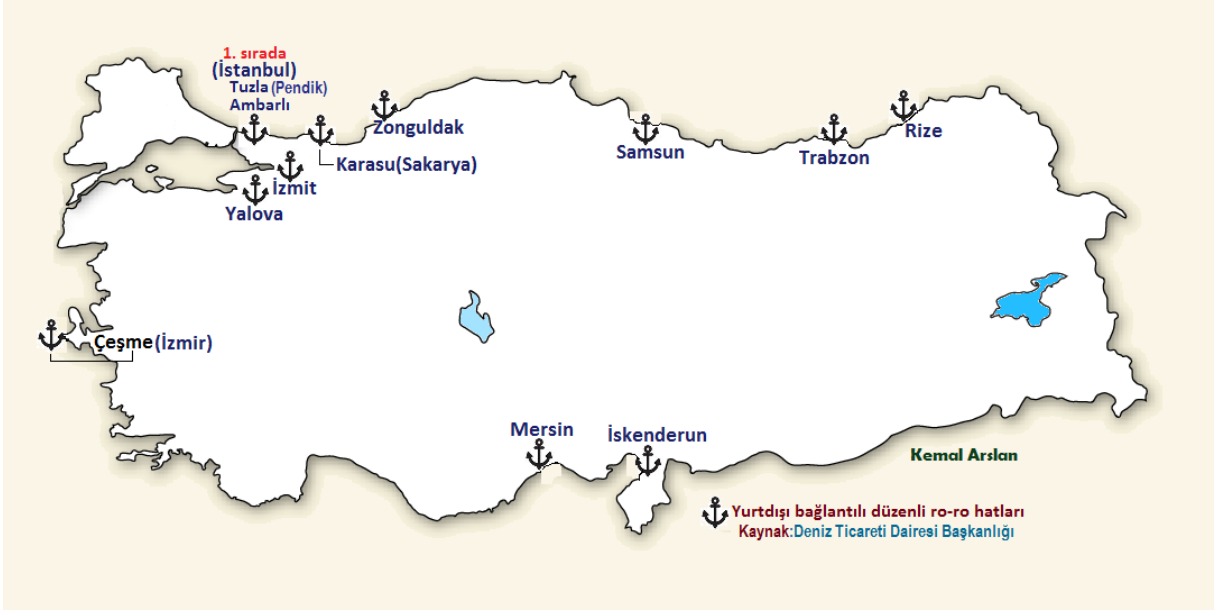 1. sırada
(İstanbul)
Tuzla (Pendik)
Ambarlı
Zonguldak
Karasu(Sakarya)
İzmit
Yalova
Samsun
Trabzon
Rize
Çeşme(İzmir)
Mersin
İskenderun
Kemal Arslan
Yurtdışı bağlantılı düzenli ro-ro hatları
Kaynak:Deniz Ticareti Dairesi Başkanlığı